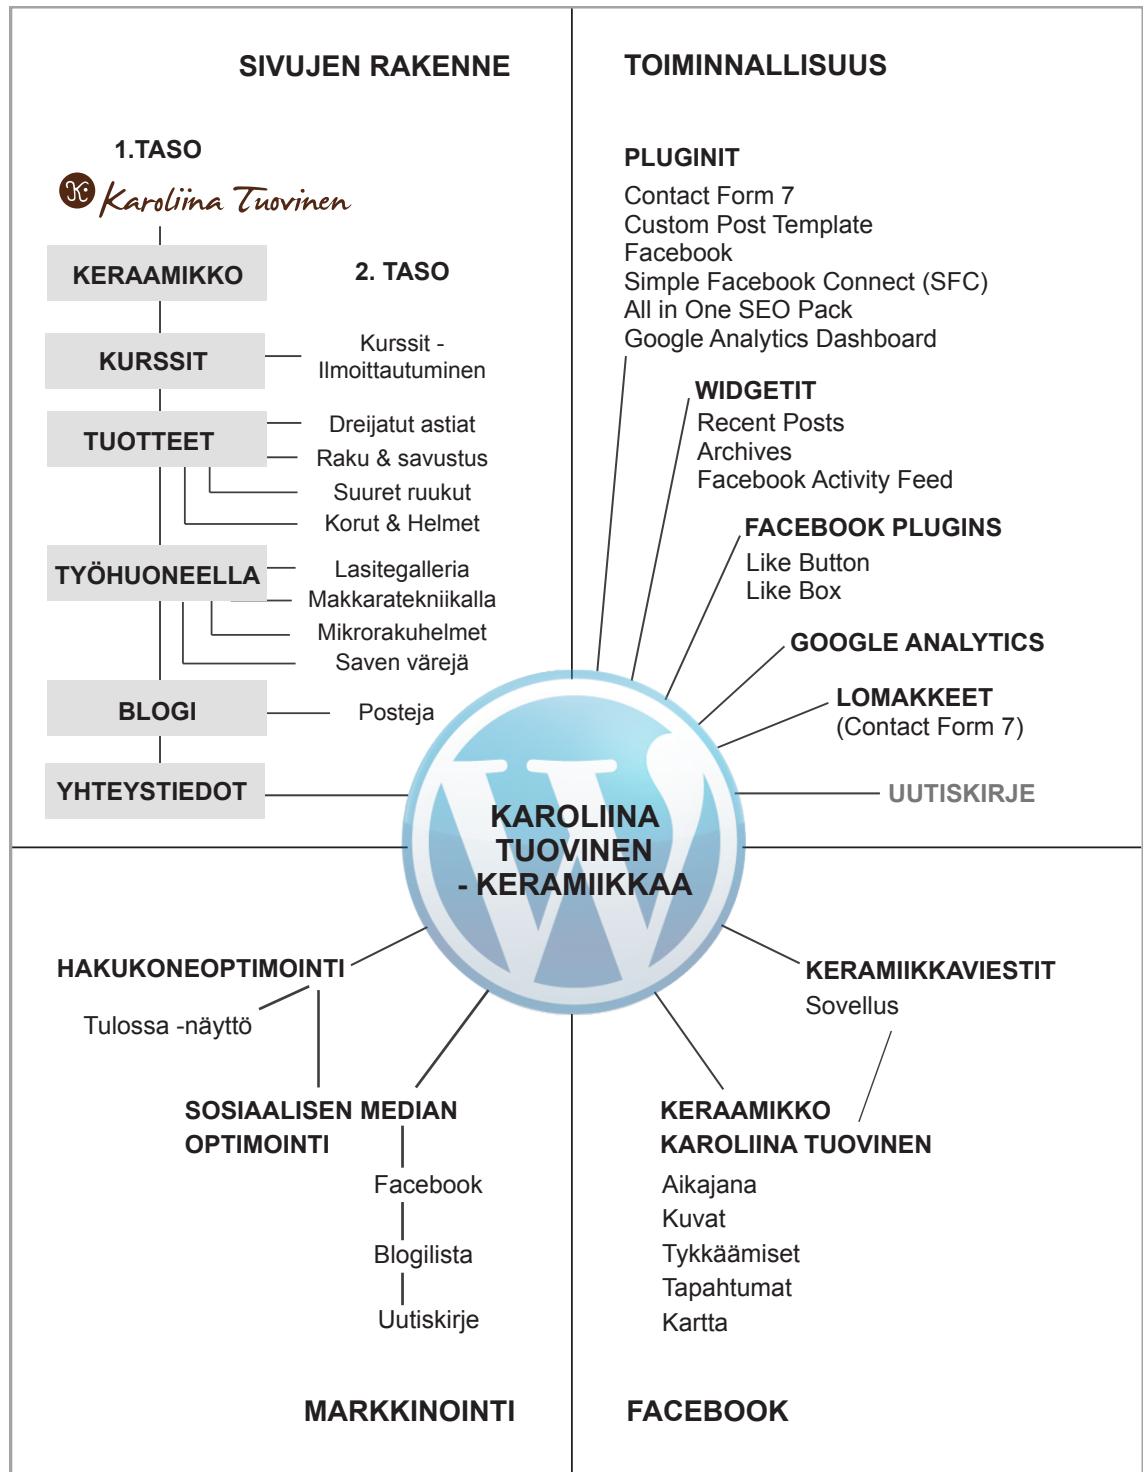 SIVUJEN RAKENNE
1.TASO
K
Karoliina Tuovinen
KERAAMIKKO
2. TASO
KURSSIT
Kurssit -
Ilmoittautuminen
TUOTTEET
Dreijatut astiat
Raku & savustus
Suuret ruukut
Korut & Helmet
TYÖHUONEELLA
Lasitegalleria
Makkaratekniikalla
Mikrorakuhelmet
Saven värejä
BLOGI
Posteja
YHTEYSTIEDOT
TOIMINNALLISUUS
PLUGINIT
Contact Form 7
Custom Post Template
Facebook
Simple Facebook Connect (SFC)
All in One SEO Pack
Google Analytics Dashboard
WIDGETIT
Recent Posts
Archives
Facebook Activity Feed
FACEBOOK PLUGINS
Like Button
Like Box
GOOGLE ANALYTICS
LOMAKKEET
(Contact Form 7)
UUTISKIRJE
W
KAROLIINA
TUOVINEN
- KERAMIIKKAA
HAKUKONEOPTIMOINTI
Tulossa -näyttö
SOSIAALISEN MEDIAN
OPTIMOINTI
Facebook
Blogilista
Uutiskirje
MARKKINOINTI
KERAMIIKKAVIESTIT
Sovellus
KERAAMIKKO
KAROLIINA TUOVINEN
Aikajana
Kuvat
Tykkäämiset
Tapahtumat
Kartta
FACEBOOK